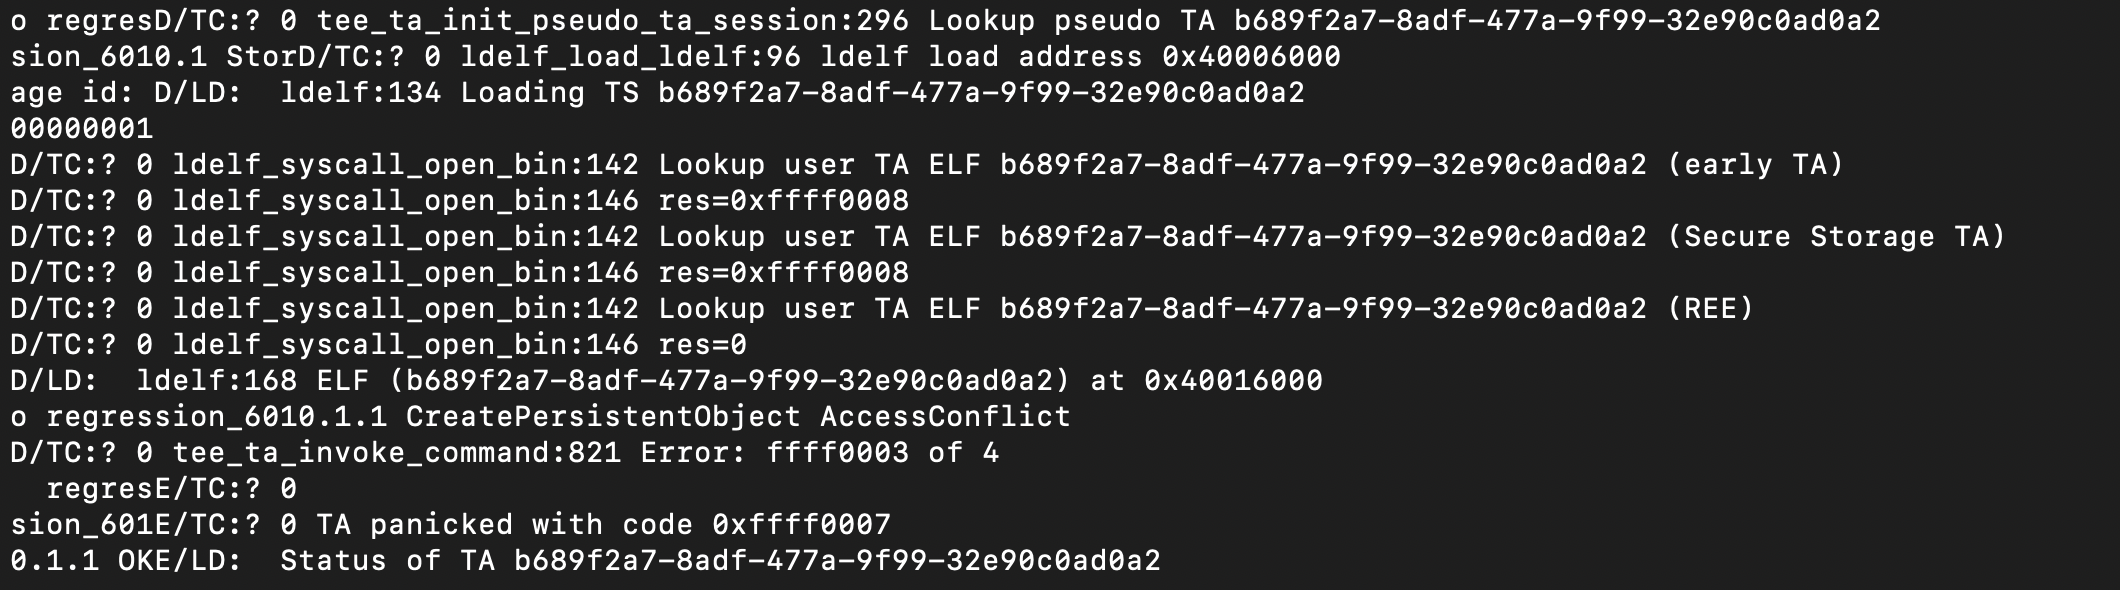 o regresD/TC:? 0 tee_ta_init_pseudo_ta_session:296 Lookup pseudo TA b689f2a7-8adf-477a-9f99-32e90c0ad0a2
sion_6010.1 StorD/TC:? 0 ldelf_load_ldelf:96 ldelf load address 0x40006000
age id: D/LD:  ldelf:134 Loading TS b689f2a7-8adf-477a-9f99-32e90c0ad0a2
00000001
D/TC:? 0 ldelf_syscall_open_bin:142 Lookup user TA ELF b689f2a7-8adf-477a-9f99-32e90c0ad0a2 (early TA)
D/TC:? 0 ldelf_syscall_open_bin:146 res=0xffff0008
D/TC:? 0 ldelf_syscall_open_bin:142 Lookup user TA ELF b689f2a7-8adf-477a-9f99-32e90c0ad0a2 (Secure Storage TA)
D/TC:? 0 ldelf_syscall_open_bin:146 res=0xffff0008
D/TC:? 0 ldelf_syscall_open_bin:142 Lookup user TA ELF b689f2a7-8adf-477a-9f99-32e90c0ad0a2 (REE)
D/TC:? 0 ldelf_syscall_open_bin:146 res=0
D/LD:  ldelf:168 ELF (b689f2a7-8adf-477a-9f99-32e90c0ad0a2) at 0x40016000
o regression_6010.1.1 CreatePersistentObject AccessConflict
D/TC:? 0 tee_ta_invoke_command:821 Error: ffff0003 of 4
  regresE/TC:? 0
sion_601E/TC:? 0 TA panicked with code 0xffff0007
0.1.1 OKE/LD:  Status of TA b689f2a7-8adf-477a-9f99-32e90c0ad0a2